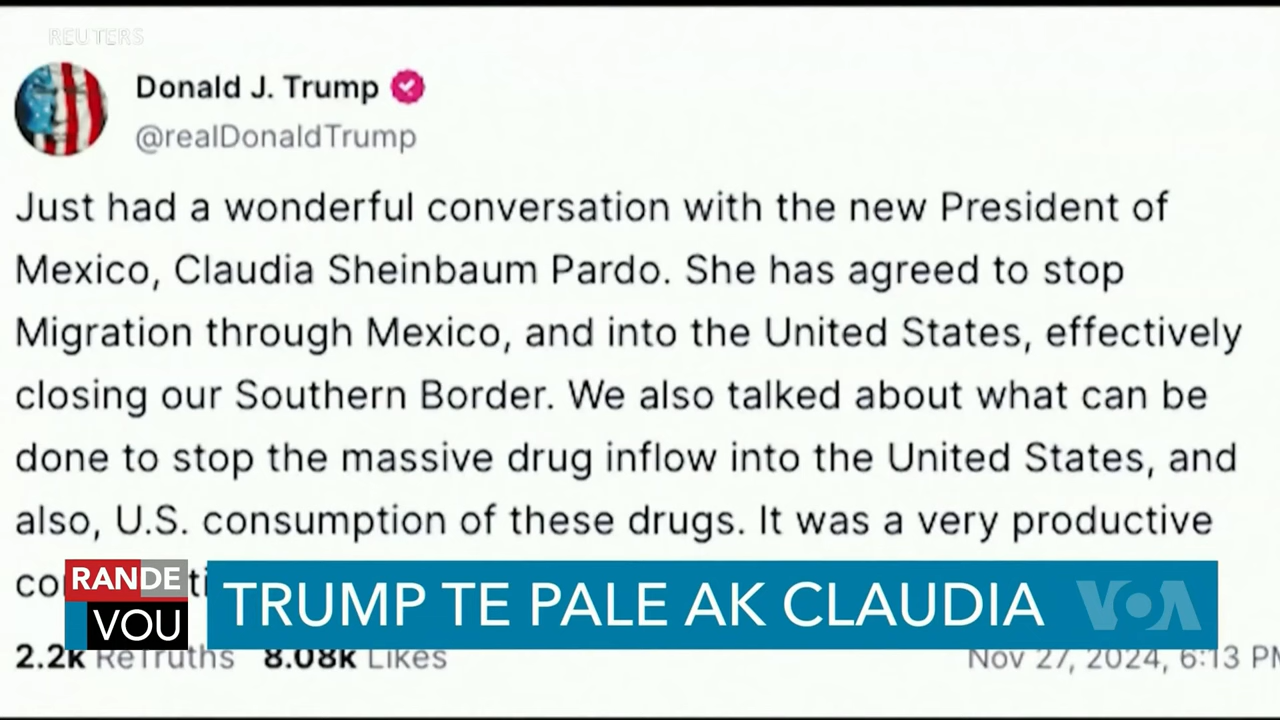 REUTERS
Donald J. Trump
@realDonaldTrump
Just had a wonderful conversation with the new President of
Mexico, Claudia Sheinbaum Pardo. She has agreed to stop
Migration through Mexico, and into the United States, effectively
closing our Southern Border. We also talked about what can be
done to stop the massive drug inflow into the United States, and
also, U.S. consumption of these drugs. It was a very productive
RANDE
VOU
TRUMP TE PALE AK CLAUDIA
VOA
2.2k ReTruths 8.08k Likes
Nov 27, 2024, 6:13 PM